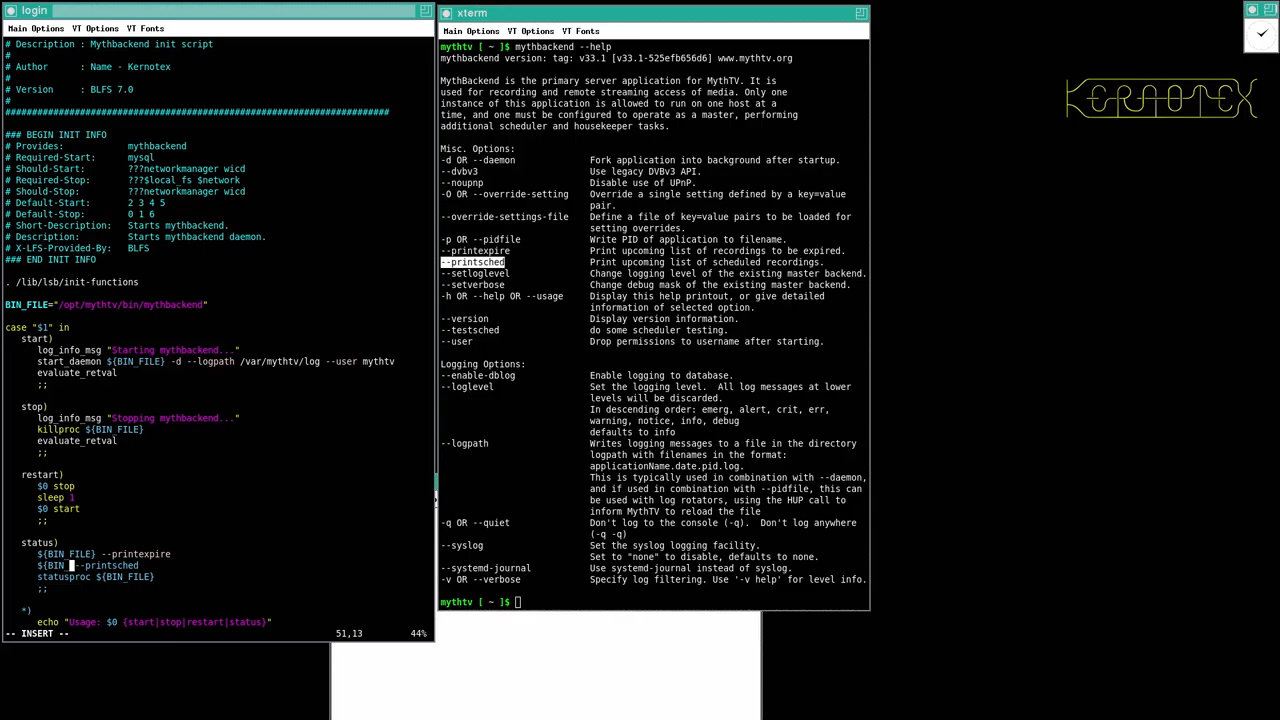 login
Main Options  VT Options  VT Fonts
# Description : Mythbackend init script
#
# Author      : Name - Kernotex
#
# Version     : BLFS 7.0
#
########################################################################
### BEGIN INIT INFO
# Provides:            mythbackend
# Required-Start:      mysql
# Should-Start:        ???networkmanager wicd
# Required-Stop:       ???$local_fs $network
# Should-Stop:         ???networkmanager wicd
# Default-Start:       2 3 4 5
# Default-Stop:        0 1 6
# Short-Description:   Starts mythbackend.
# Description:         Starts mythbackend daemon.
# X-LFS-Provided-By:   BLFS
### END INIT INFO
. /lib/lsb/init-functions
BIN_FILE="/opt/mythtv/bin/mythbackend"
case "$1" in
start)
log_info_msg "Starting mythbackend..."
start_daemon ${BIN_FILE} -d --logpath /var/mythtv/log --user mythtv
evaluate_retval
;;
stop)
log_info_msg "Stopping mythbackend..."
killproc ${BIN_FILE}
evaluate_retval
;;
restart)
$0 stop
sleep 1
$0 start
;;
status)
${BIN_FILE} --printexpire
${BIN_ --printsched
statusproc ${BIN_FILE}
;;
*)
echo "Usage: $0 {start|stop|restart|status}"
-- INSERT --                                                  51,13         44%
xterm
Main Options  VT Options  VT Fonts
mythtv [ ~ ]$ mythbackend --help
mythbackend version: tag: v33.1 [v33.1-525efb656d6] www.mythtv.org
MythBackend is the primary server application for MythTV. It is
used for recording and remote streaming access of media. Only one
instance of this application is allowed to run on one host at a
time, and one must be configured to operate as a master, performing
additional scheduler and housekeeper tasks.
Misc. Options:
-d OR --daemon              Fork application into background after startup.
--dvbv3                     Use legacy DVBv3 API.
--noupnp                    Disable use of UPnP.
-O OR --override-setting    Override a single setting defined by a key=value
pair.
--override-settings-file    Define a file of key=value pairs to be loaded for
setting overrides.
-p OR --pidfile             Write PID of application to filename.
--printexpire               Print upcoming list of recordings to be expired.
--printsched                Print upcoming list of scheduled recordings.
--setloglevel               Change logging level of the existing master backend.
--setverbose                Change debug mask of the existing master backend.
-h OR --help OR --usage     Display this help printout, or give detailed
information of selected option.
--version                   Display version information.
--testsched                 do some scheduler testing.
--user                      Drop permissions to username after starting.
Logging Options:
--enable-dblog              Enable logging to database.
--loglevel                  Set the logging level.  All log messages at lower
levels will be discarded.
In descending order: emerg, alert, crit, err,
warning, notice, info, debug
defaults to info
--logpath                   Writes logging messages to a file in the directory
logpath with filenames in the format:
applicationName.date.pid.log.
This is typically used in combination with --daemon,
and if used in combination with --pidfile, this can
be used with log rotators, using the HUP call to
inform MythTV to reload the file
-q OR --quiet               Don't log to the console (-q).  Don't log anywhere
(-q -q)
--syslog                    Set the syslog logging facility.
Set to "none" to disable, defaults to none.
--systemd-journal           Use systemd-journal instead of syslog.
-v OR --verbose             Specify log filtering. Use '-v help' for level info.
mythtv [ ~ ]$
KERNOTEX